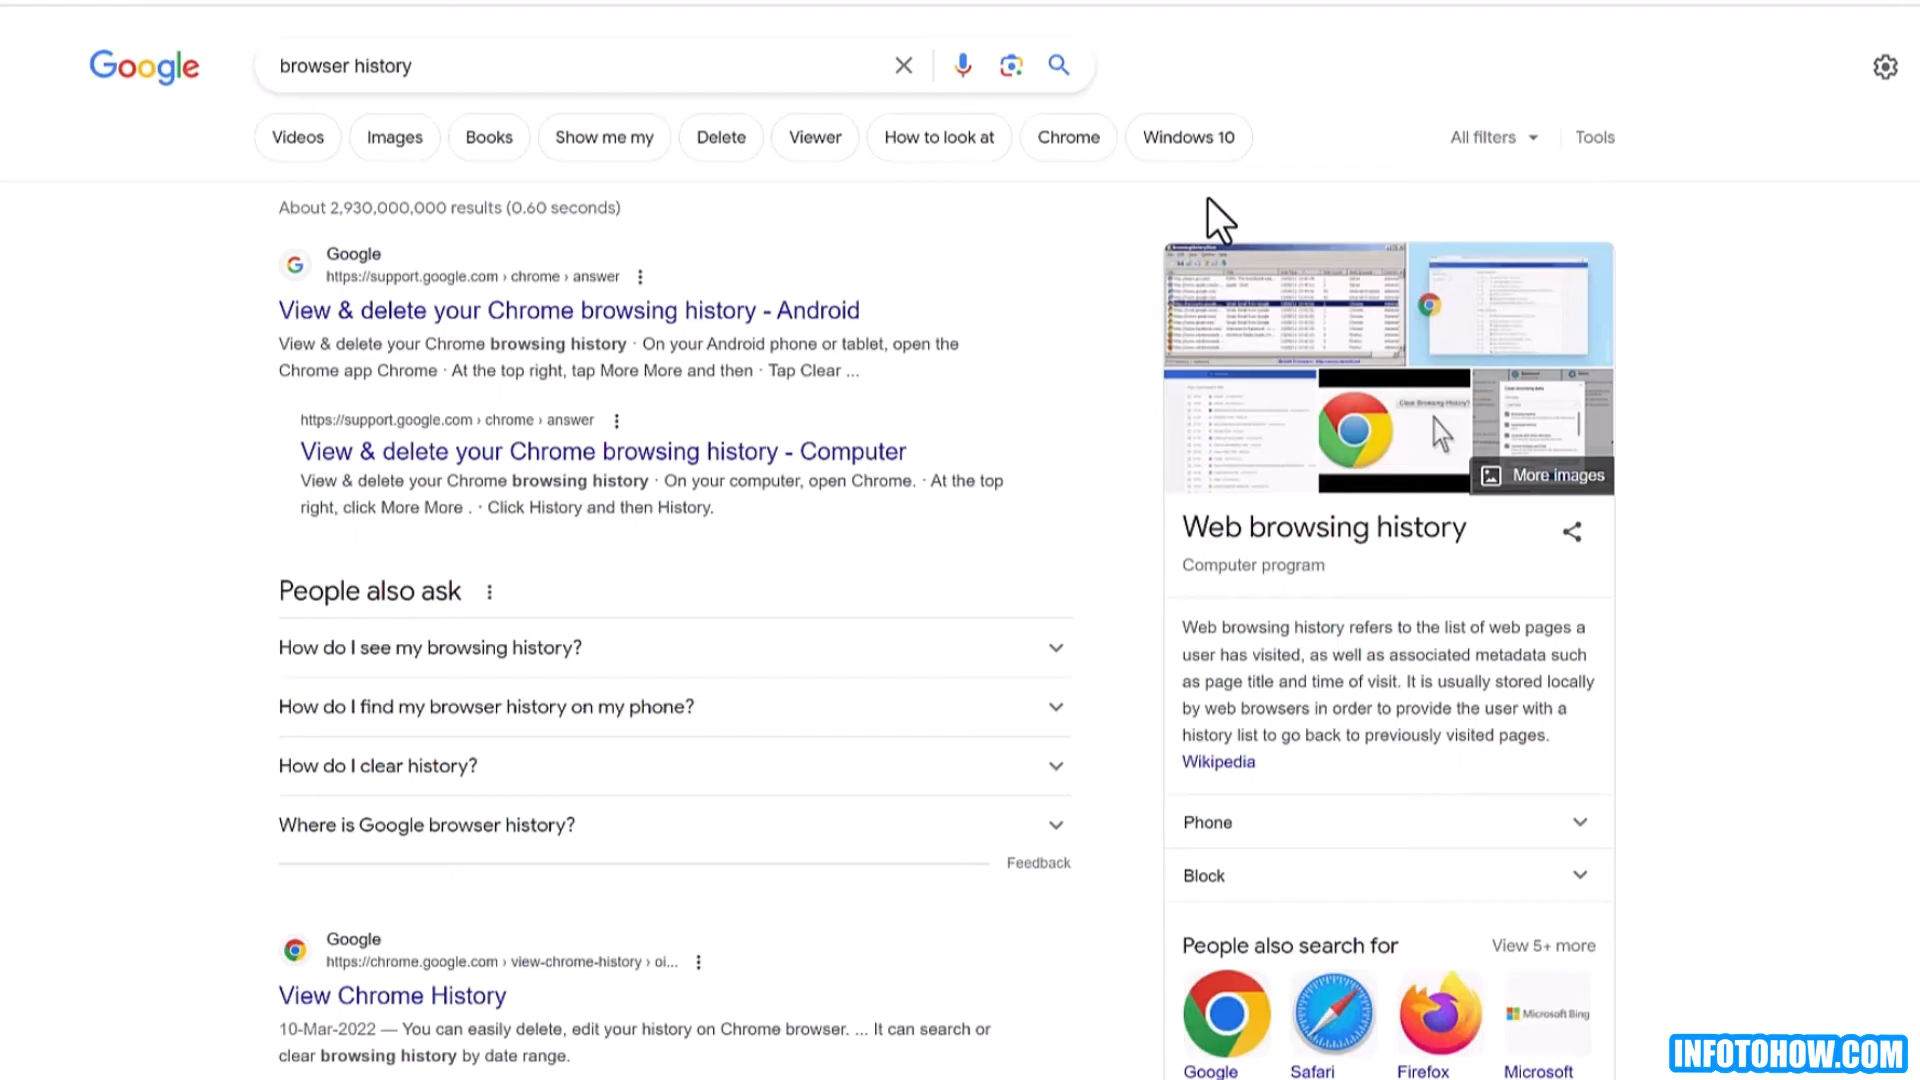 Google
browser history
Videos
Images
Books
Show me my
Delete
Viewer
How to look at
Chrome
Windows 10
All filters
Tools
About 2,930,000,000 results (0.60 seconds)
Google
https://support.google.com › chrome › answer
View & delete your Chrome browsing history - Android
View & delete your Chrome browsing history · On your Android phone or tablet, open the
Chrome app Chrome · At the top right, tap More More and then · Tap Clear ...
https://support.google.com › chrome › answer
View & delete your Chrome browsing history - Computer
View & delete your Chrome browsing history · On your computer, open Chrome. · At the top
right, click More More . · Click History and then History.
People also ask
How do I see my browsing history?
How do I find my browser history on my phone?
How do I clear history?
Where is Google browser history?
Feedback
Google
https://chrome.google.com › view-chrome-history › oi...
View Chrome History
10-Mar-2022 — You can easily delete, edit your history on Chrome browser. ... It can search or
clear browsing history by date range.
Clear Browsing History?
More images
Web browsing history
Computer program
Web browsing history refers to the list of web pages a
user has visited, as well as associated metadata such
as page title and time of visit. It is usually stored locally
by web browsers in order to provide the user with a
history list to go back to previously visited pages.
Wikipedia
Phone
Block
People also search for
View 5+ more
Microsoft Bing
Google
Safari
Firefox
Microsoft
INFOTOHOW.COM